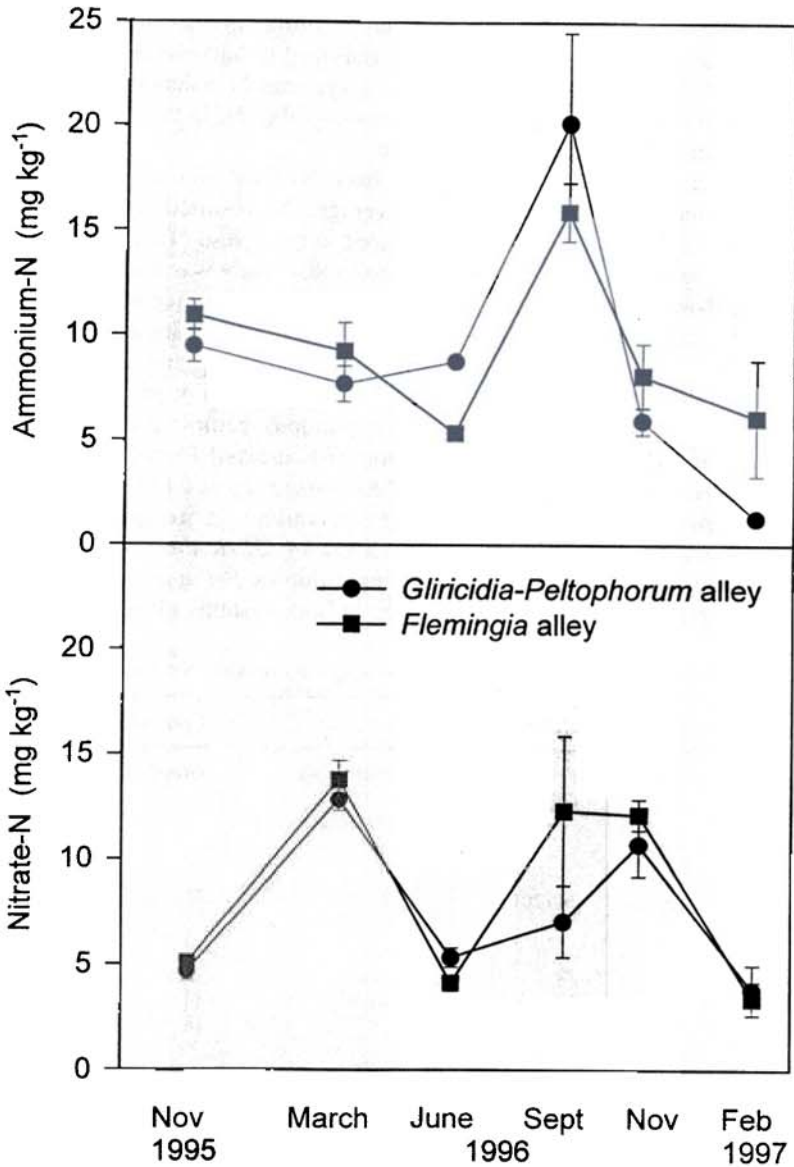 25
20
15
10
5
0
Ammonium-N (mg kg⁻¹)
Gliricidia-Peltophorum alley
Flemingia alley
20
15
10
5
0
Nitrate-N (mg kg⁻¹)
Nov March June Sept Nov Feb
1995 1996 1997